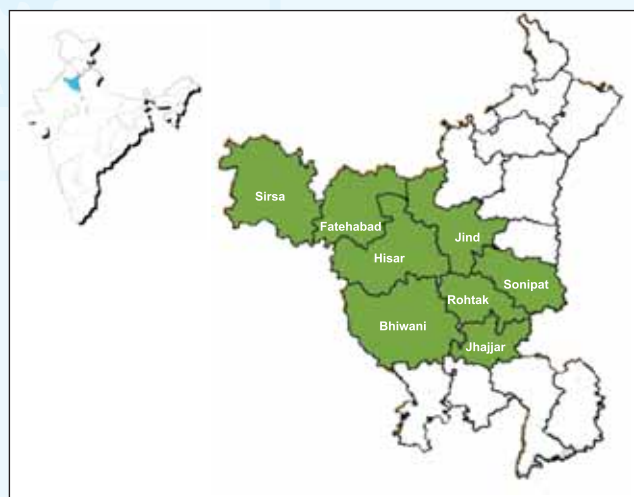 Sirsa
Fatehabad
Jind
Hisar
Sonipat
Rohtak
Bhiwani
Jhajjar